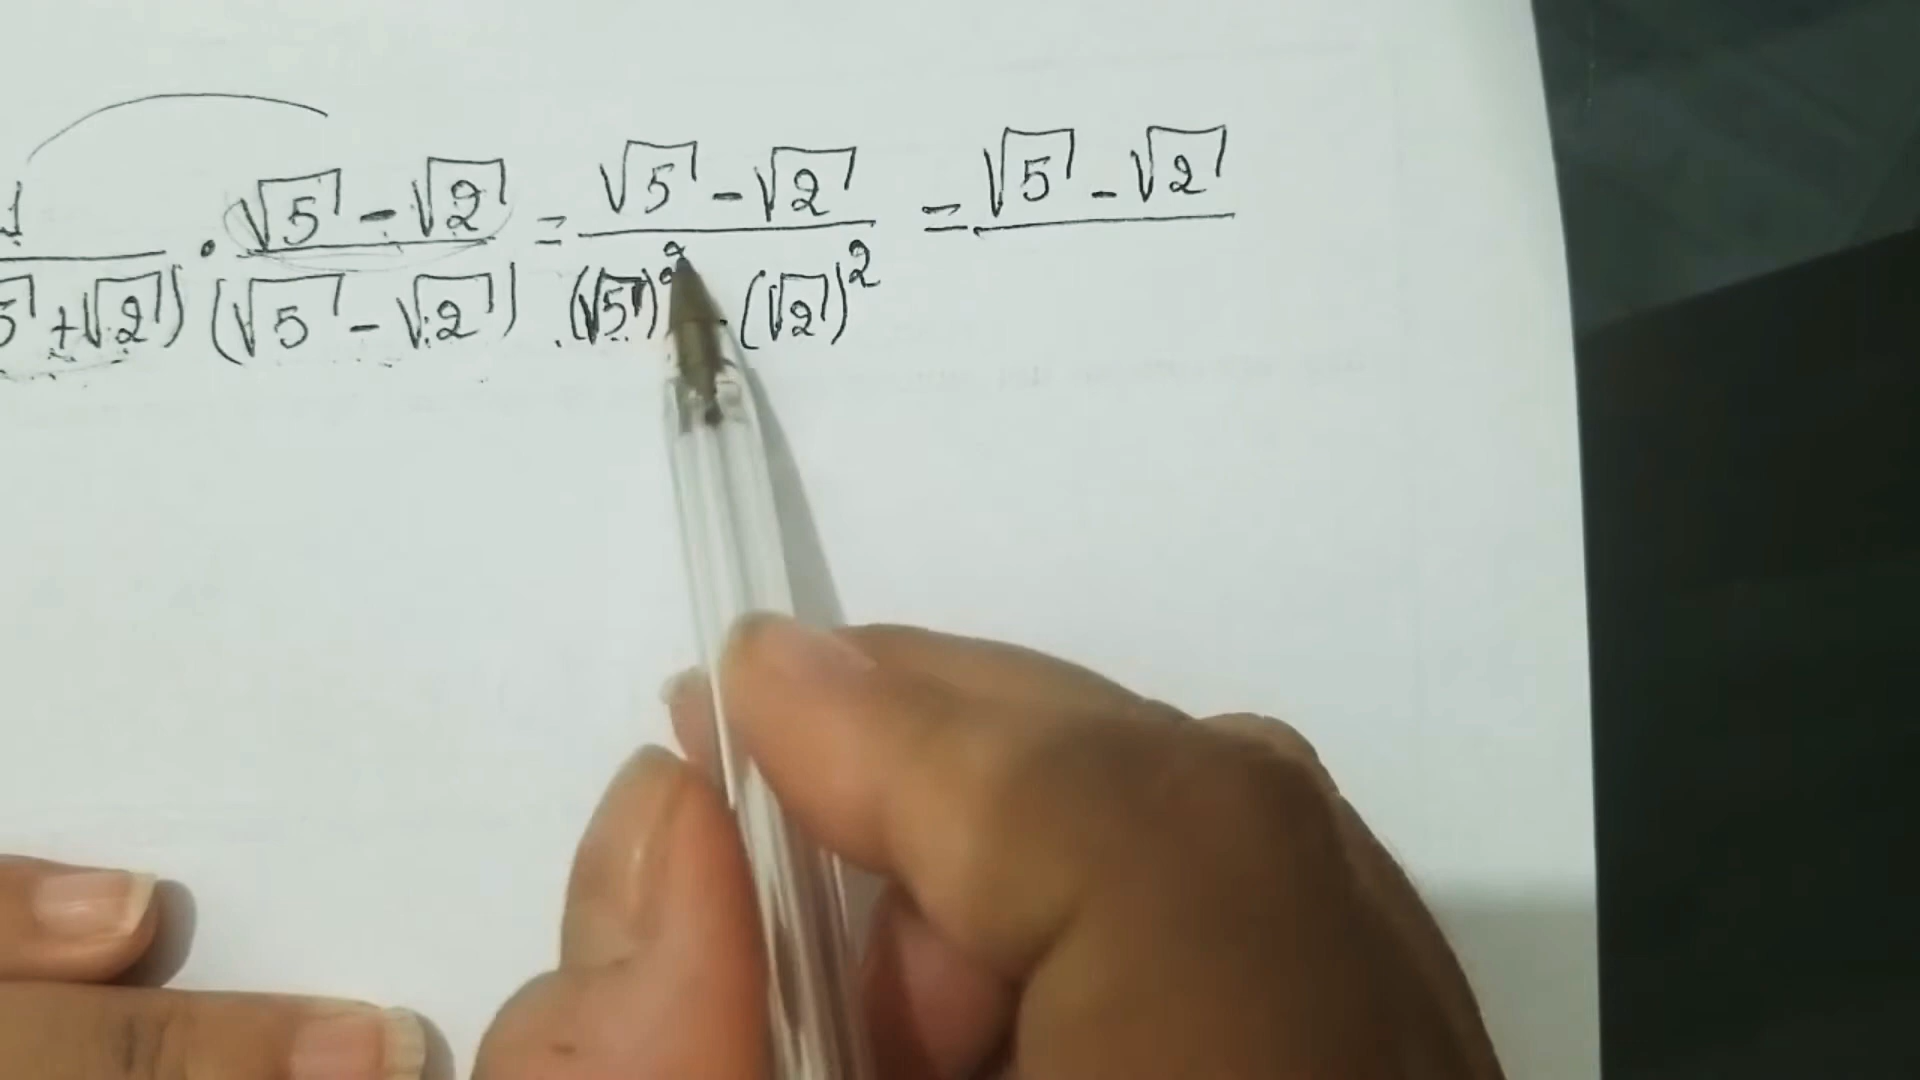 1 · √5 - √2 = √5 - √2 = √5 - √2
5 + √2) (√5 - √2) (√5)² - (√2)²